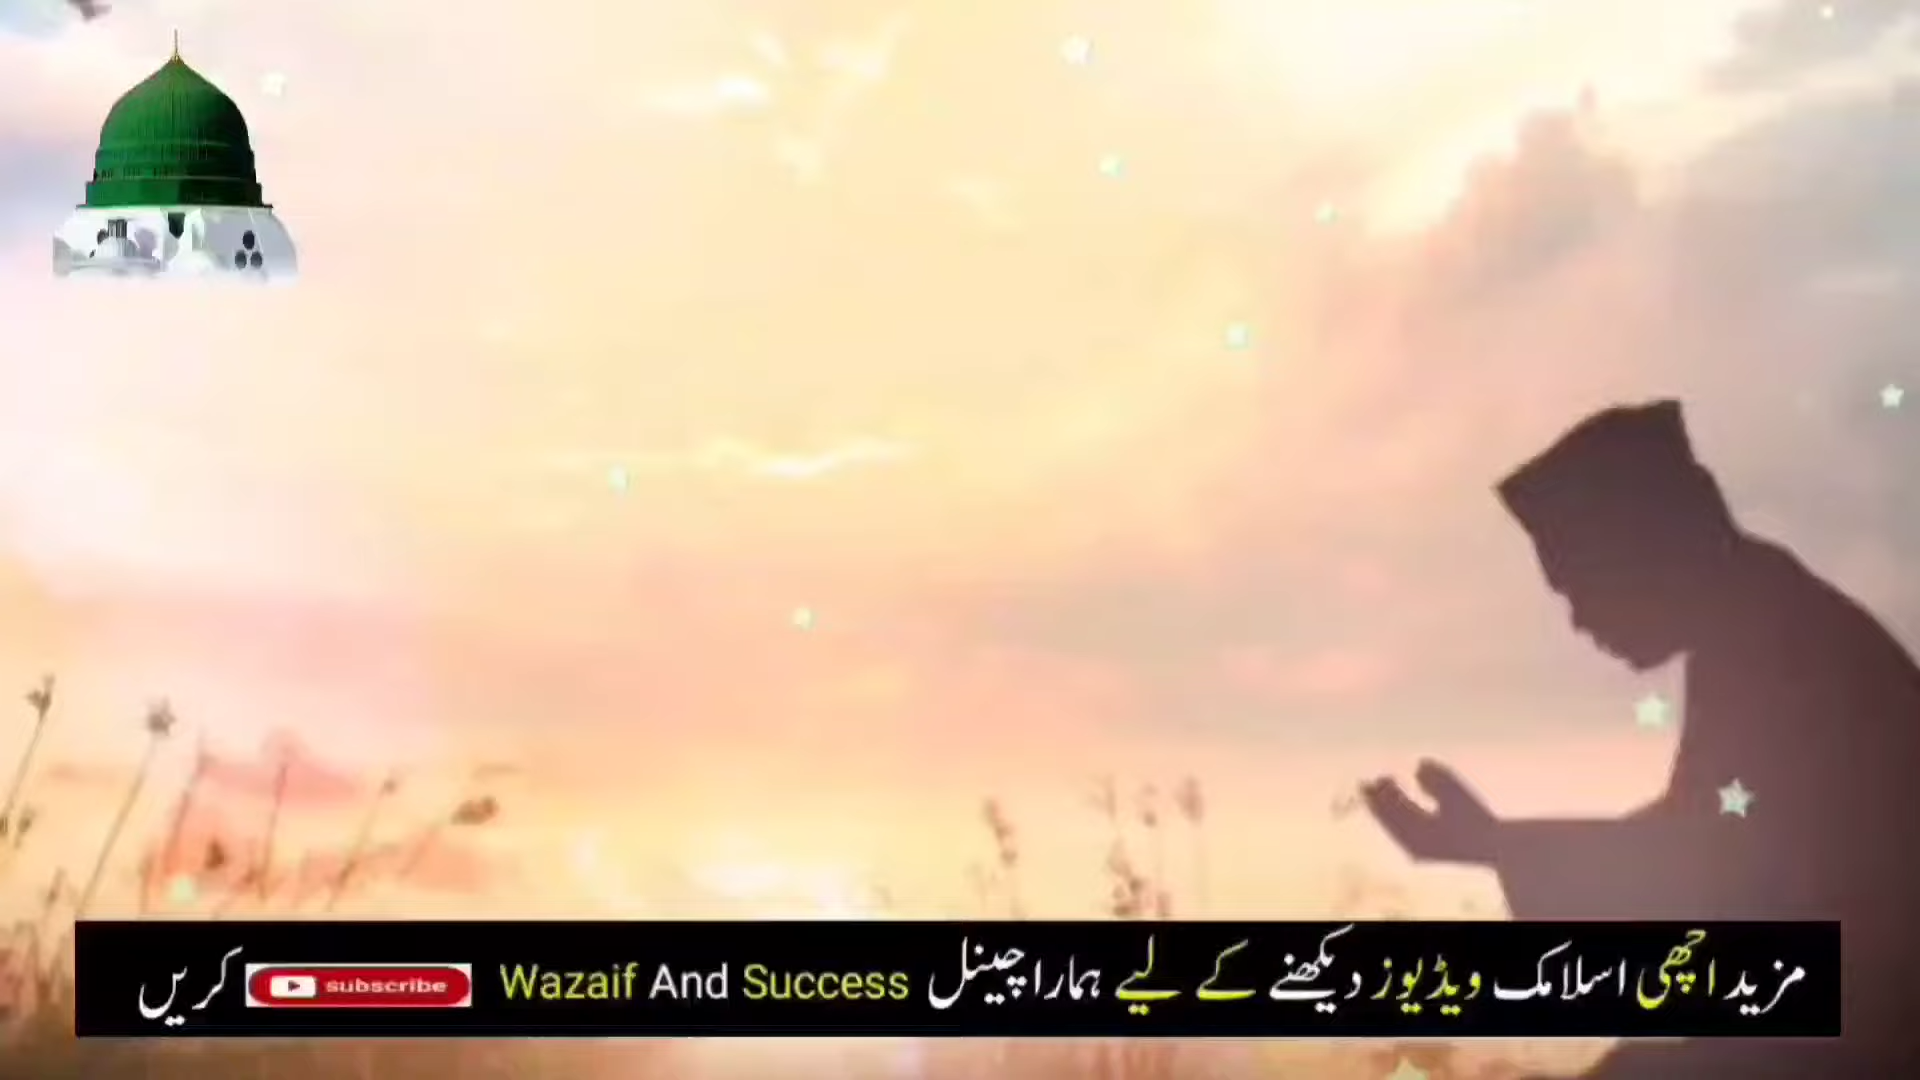 مزید اچھی اسلامک ویڈیوز دیکھنے کے لیے ہمارا چینل Wazaif And Success subscribe کریں